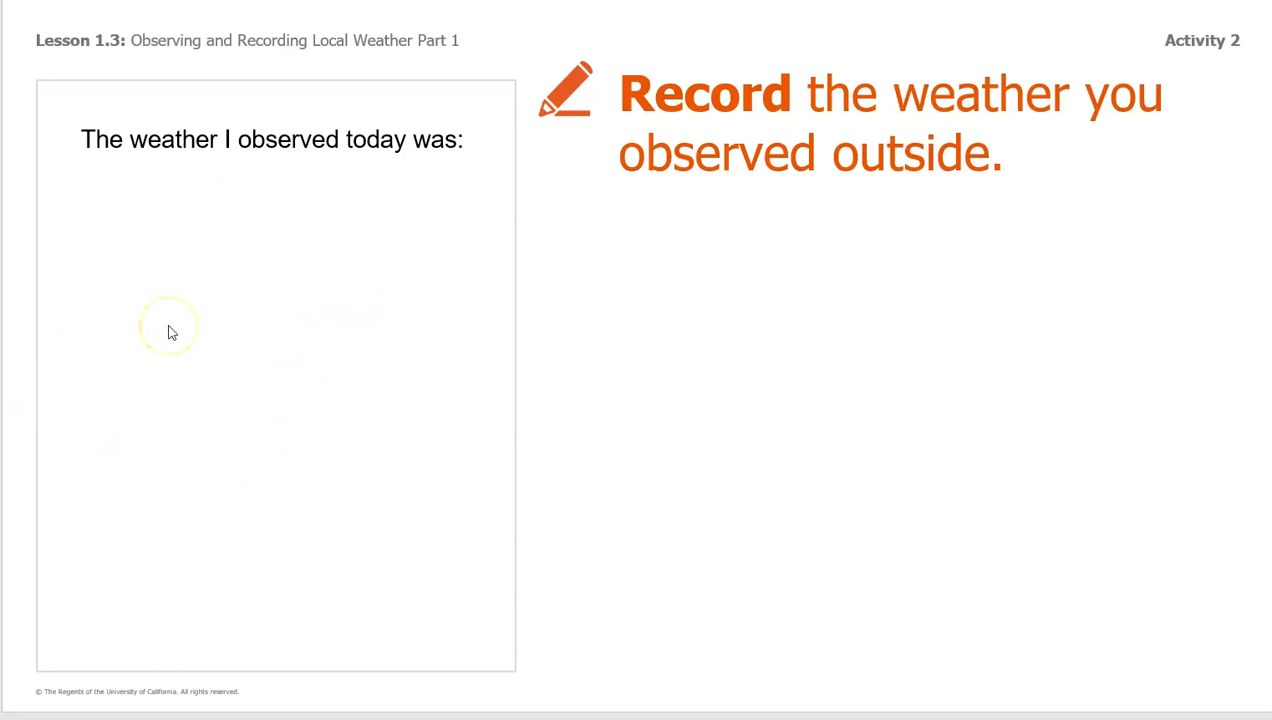 Lesson 1.3: Observing and Recording Local Weather Part 1
Activity 2
The weather I observed today was:
Record the weather you
observed outside.
© The Regents of the University of California. All rights reserved.